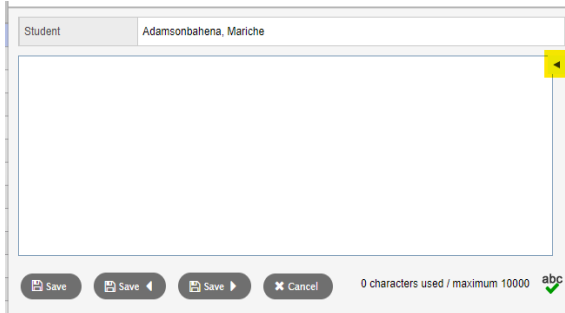 Student Adamsonbahena, Mariche
Save Save Save Cancel 0 characters used / maximum 10000 abc